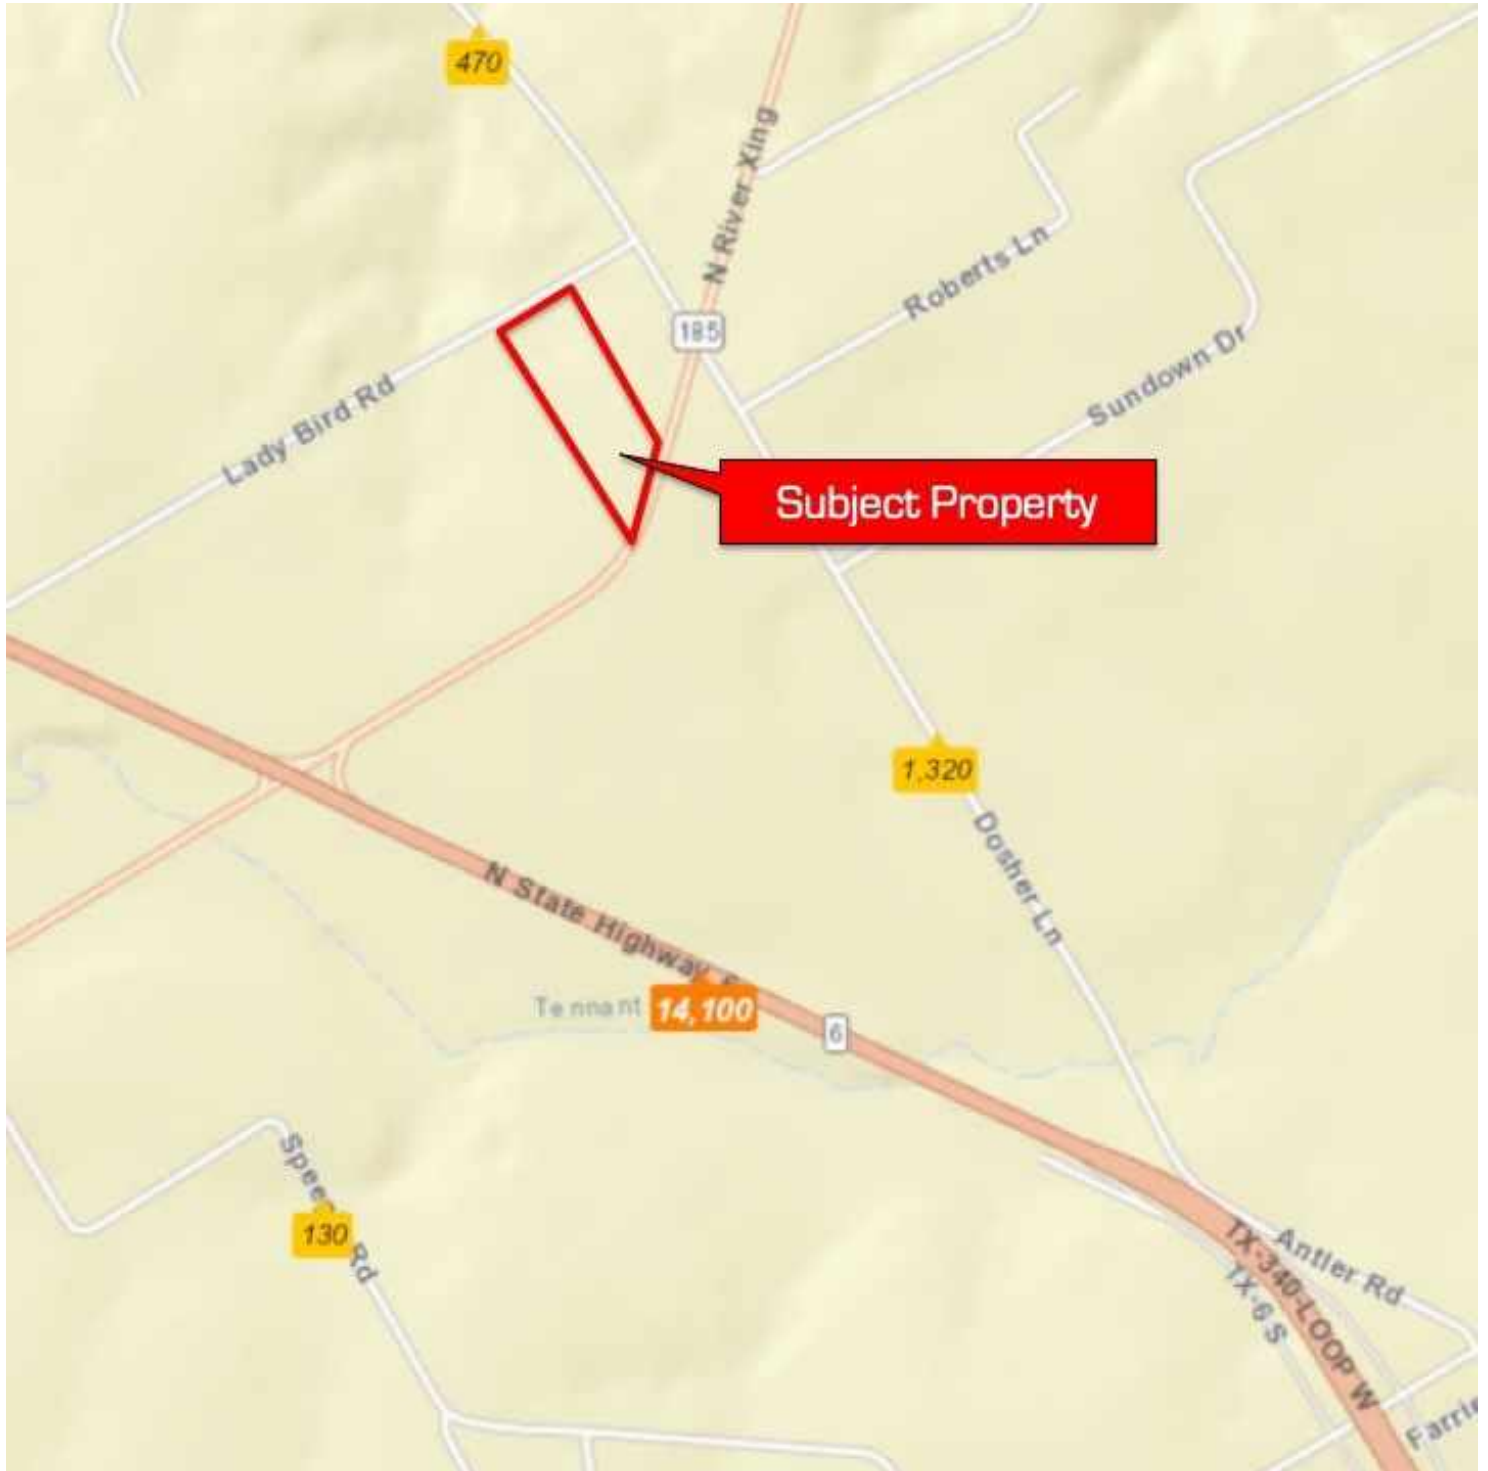 470
N River Xing
Roberts Ln
185
Sundown Dr
Lady Bird Rd
Subject Property
1,320
Dosher Ln
N State Highway
Tennant
14,100
6
130
Rd
Antler Rd
TX-340-LOOP W
TX-6 S